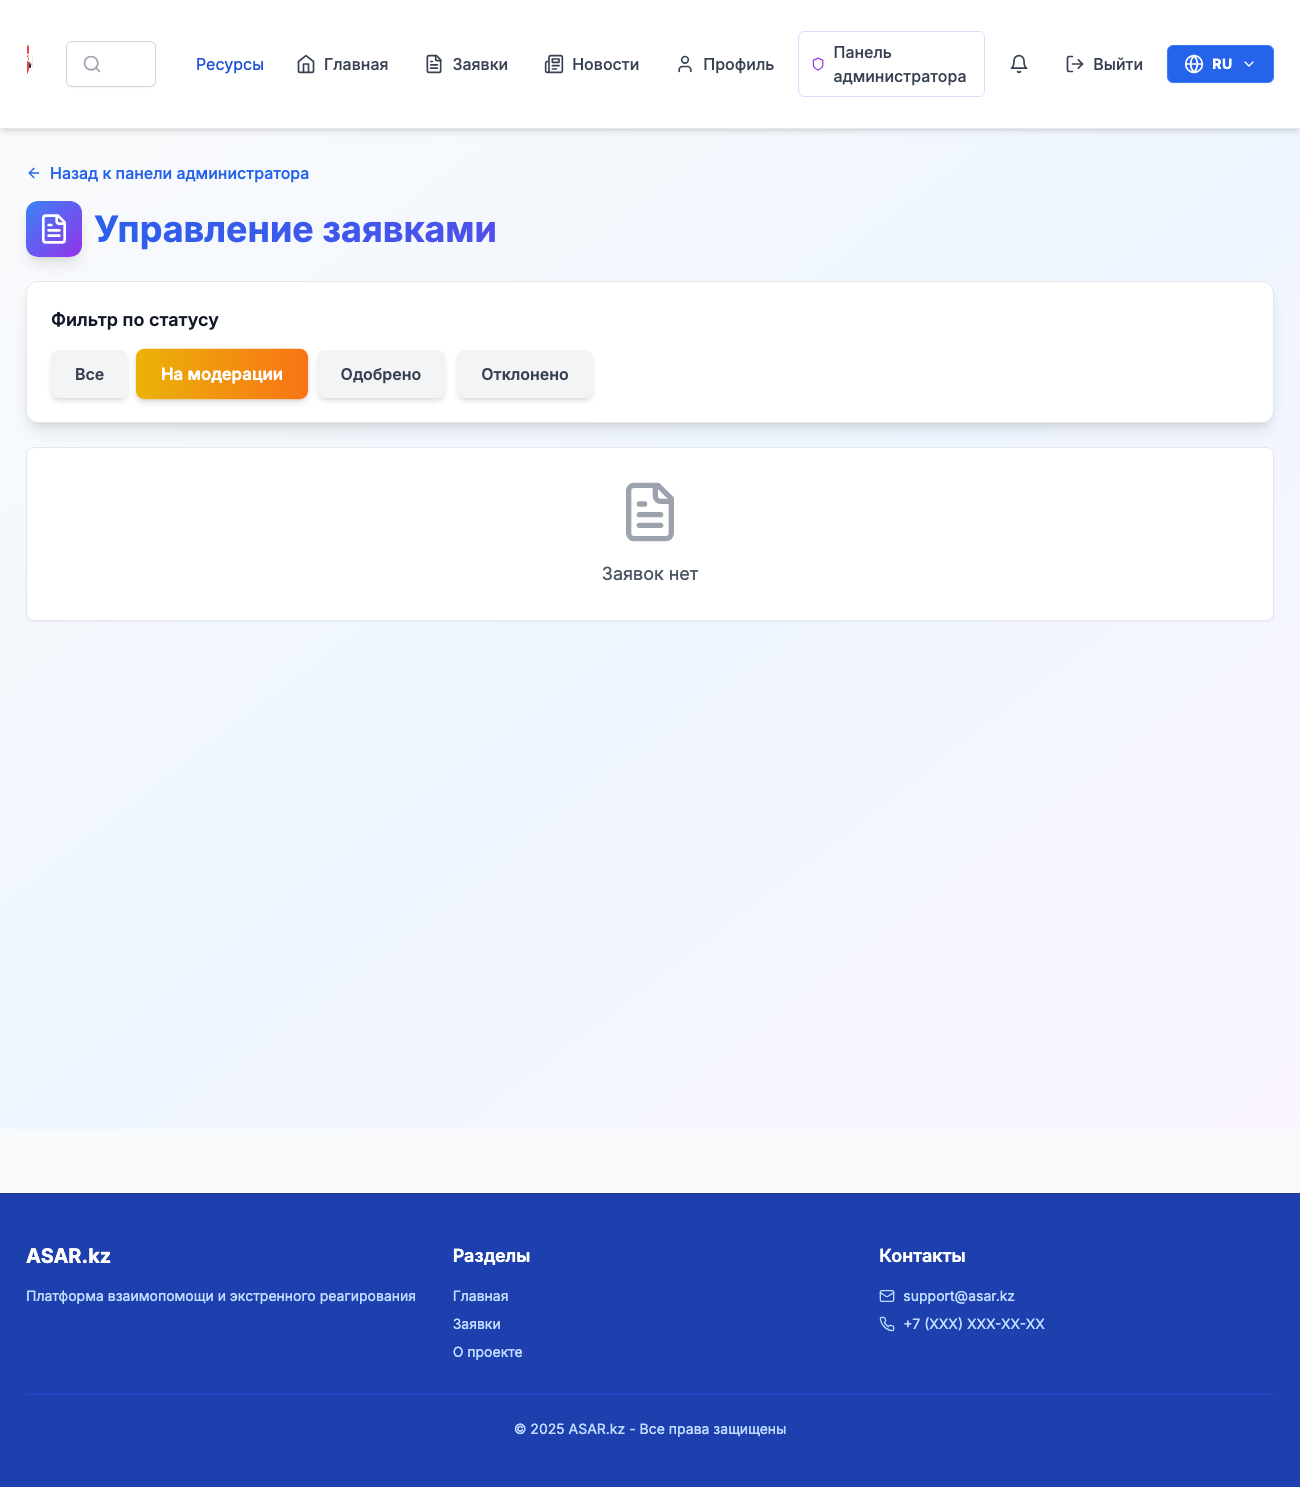 Ресурсы
Главная
Заявки
Новости
Профиль
Панель
администратора
Выйти
RU
Назад к панели администратора
Управление заявками
Фильтр по статусу
Все
На модерации
Одобрено
Отклонено
Заявок нет
ASAR.kz
Платформа взаимопомощи и экстренного реагирования
Разделы
Главная
Заявки
О проекте
Контакты
support@asar.kz
+7 (XXX) XXX-XX-XX
© 2025 ASAR.kz - Все права защищены